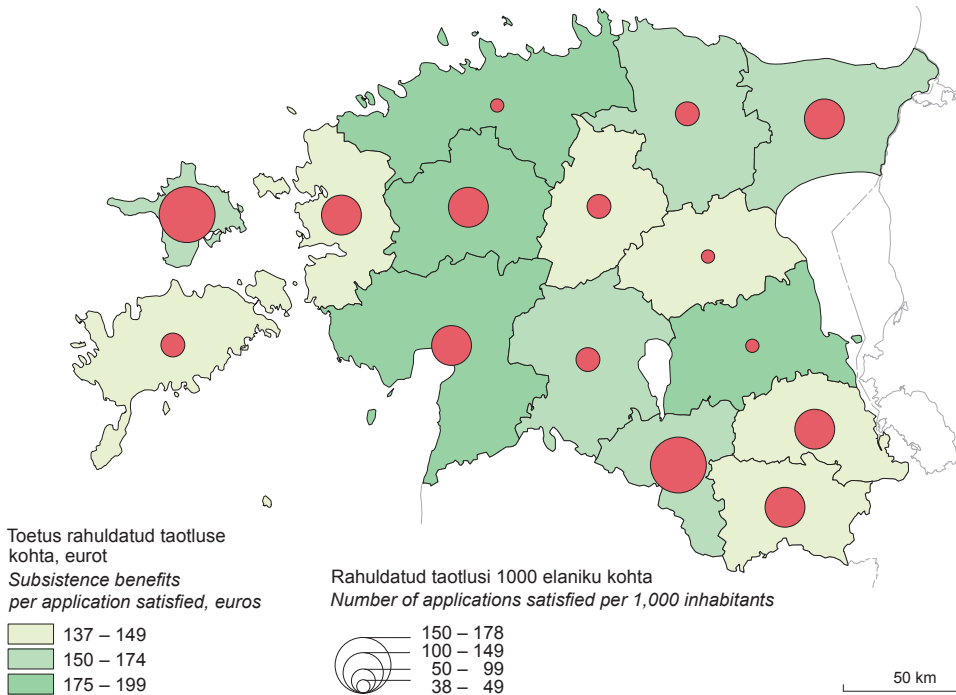 Toetus rahuldatud taotluse
kohta, eurot
Subsistence benefits
per application satisfied, euros
137 – 149
150 – 174
175 – 199
Rahuldatud taotlusi 1000 elaniku kohta
Number of applications satisfied per 1,000 inhabitants
150 – 178
100 – 149
50 – 99
38 – 49
50 km